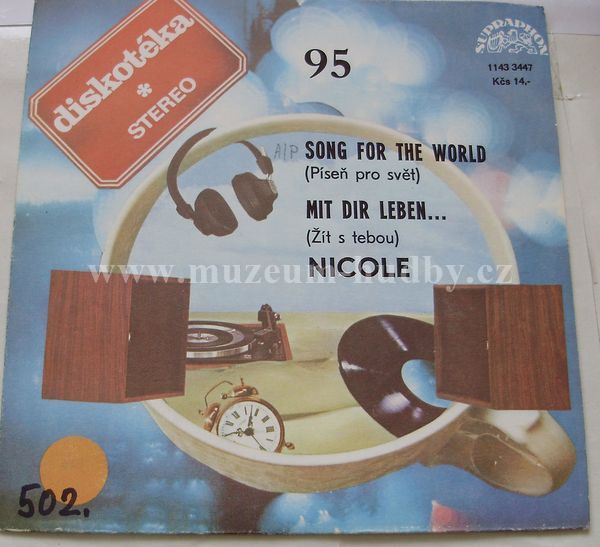 diskotéka
*
STEREO
95
SUPRAPHON
1143 3447
Kčs 14,-
A/P SONG FOR THE WORLD
(Píseň pro svět)
MIT DIR LEBEN...
(Žít s tebou)
NICOLE
www.muzeum-hudby.cz
502.